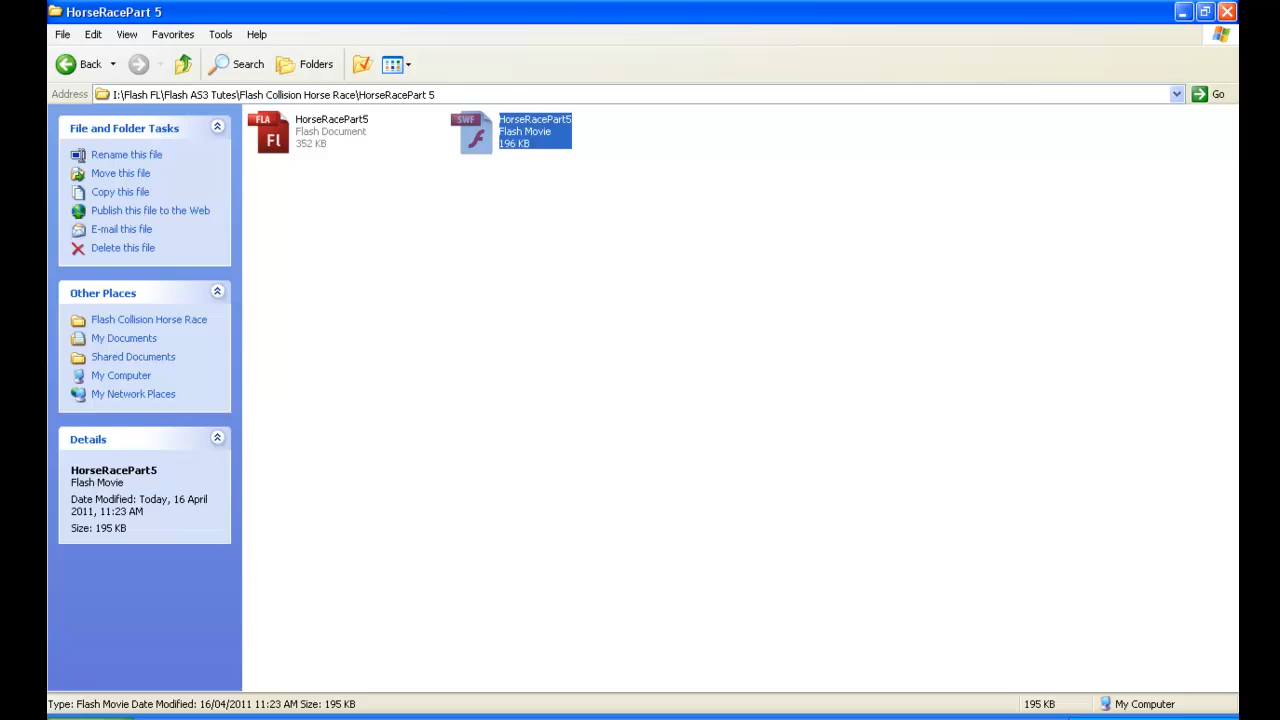 HorseRacePart 5
File Edit View Favorites Tools Help
Back Search Folders
Address I:\Flash FL\Flash AS3 Tutes\Flash Collision Horse Race\HorseRacePart 5 Go
File and Folder Tasks
Rename this file
Move this file
Copy this file
Publish this file to the Web
E-mail this file
Delete this file
Other Places
Flash Collision Horse Race
My Documents
Shared Documents
My Computer
My Network Places
Details
HorseRacePart5
Flash Movie
Date Modified: Today, 16 April
2011, 11:23 AM
Size: 195 KB
FLA
Fl
HorseRacePart5
Flash Document
352 KB
SWF
HorseRacePart5
Flash Movie
196 KB
Type: Flash Movie Date Modified: 16/04/2011 11:23 AM Size: 195 KB 195 KB My Computer